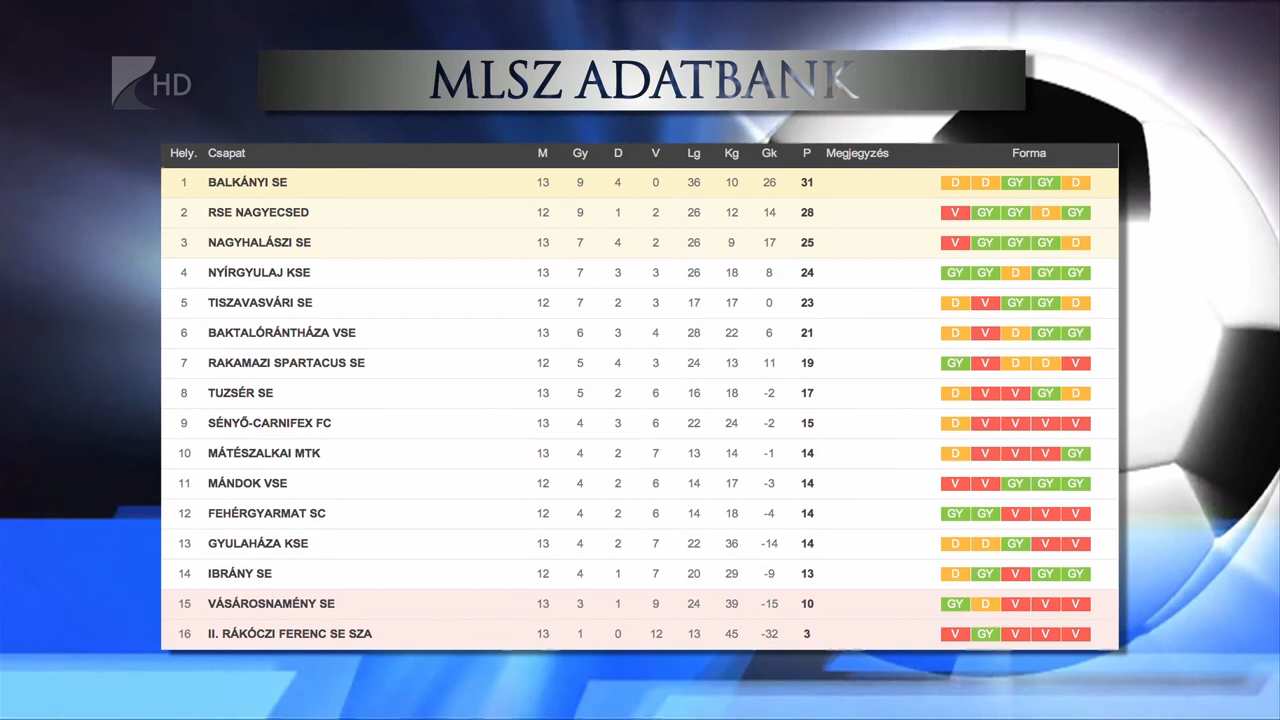 HD
MLSZ ADATBANK
Hely. Csapat M Gy D V Lg Kg Gk P Megjegyzés Forma
1 BALKÁNYI SE 13 9 4 0 36 10 26 31 D D GY GY D
2 RSE NAGYECSED 12 9 1 2 26 12 14 28 V GY GY D GY
3 NAGYHALÁSZI SE 13 7 4 2 26 9 17 25 V GY GY GY D
4 NYÍRGYULAJ KSE 13 7 3 3 26 18 8 24 GY GY D GY GY
5 TISZAVASVÁRI SE 12 7 2 3 17 17 0 23 D V GY GY D
6 BAKTALÓRÁNTHÁZA VSE 13 6 3 4 28 22 6 21 D V D GY GY
7 RAKAMAZI SPARTACUS SE 12 5 4 3 24 13 11 19 GY V D D V
8 TUZSÉR SE 13 5 2 6 16 18 -2 17 D V V GY D
9 SÉNYŐ-CARNIFEX FC 13 4 3 6 22 24 -2 15 D V V V V
10 MÁTÉSZALKAI MTK 13 4 2 7 13 14 -1 14 D V V V GY
11 MÁNDOK VSE 12 4 2 6 14 17 -3 14 V V GY GY GY
12 FEHÉRGYARMAT SC 12 4 2 6 14 18 -4 14 GY GY V V V
13 GYULAHÁZA KSE 13 4 2 7 22 36 -14 14 D D GY V V
14 IBRÁNY SE 12 4 1 7 20 29 -9 13 D GY V GY GY
15 VÁSÁROSNAMÉNY SE 13 3 1 9 24 39 -15 10 GY D V V V
16 II. RÁKÓCZI FERENC SE SZA 13 1 0 12 13 45 -32 3 V GY V V V